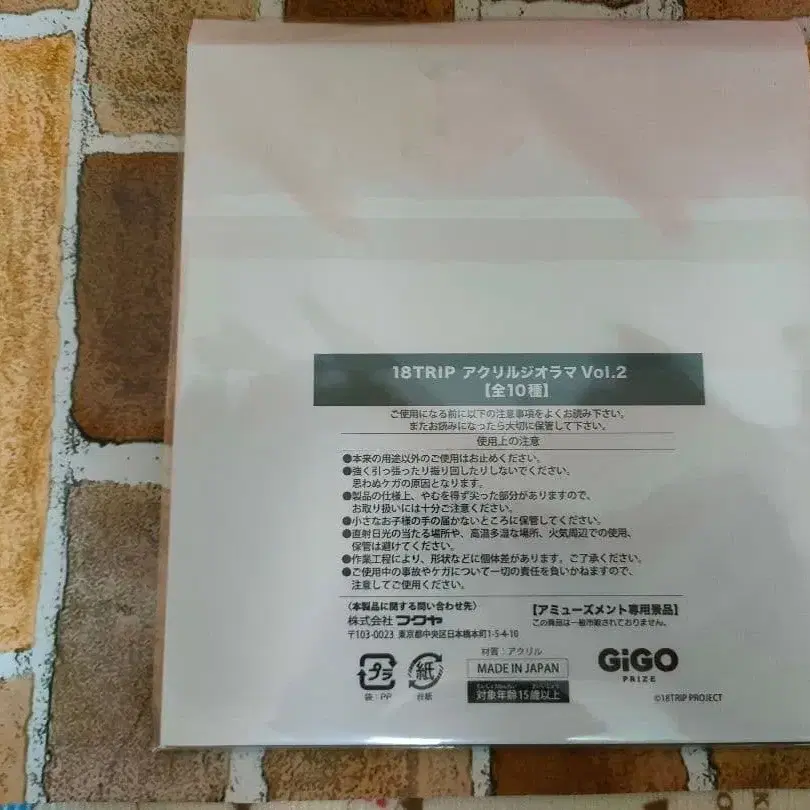 18TRIP アクリルジオラマ Vol.2
【全10種】
ご使用になる前に以下の注意事項をよくお読み下さい。
またお読みになったら大切に保管して下さい。
使用上の注意
●本来の用途以外のご使用はお止めください。
●強く引っ張ったり振り回したりしないでください。
思わぬケガの原因となります。
●製品の仕様上、やむを得ず尖った部分がありますので、
お取り扱いには十分ご注意ください。
●小さなお子様の手の届かないところに保管してください。
●直射日光の当たる場所や、高温多湿な場所、火気周辺での使用、
保管は避けてください。
●作業工程により、形状などに個体差があります。ご了承ください。
●ご使用中の事故やケガについて一切の責任を負いかねますので、
注意してご使用ください。
〈本製品に関する問い合わせ先〉
株式会社 フクヤ
〒103-0023 東京都中央区日本橋本町1-5-4-10
【アミューズメント専用景品】
この商品は一般市販されておりません。
プラ
袋:PP
紙
台紙
材質:アクリル
MADE IN JAPAN
対象年齢15歳以上
GiGO
PRIZE
©18TRIP PROJECT